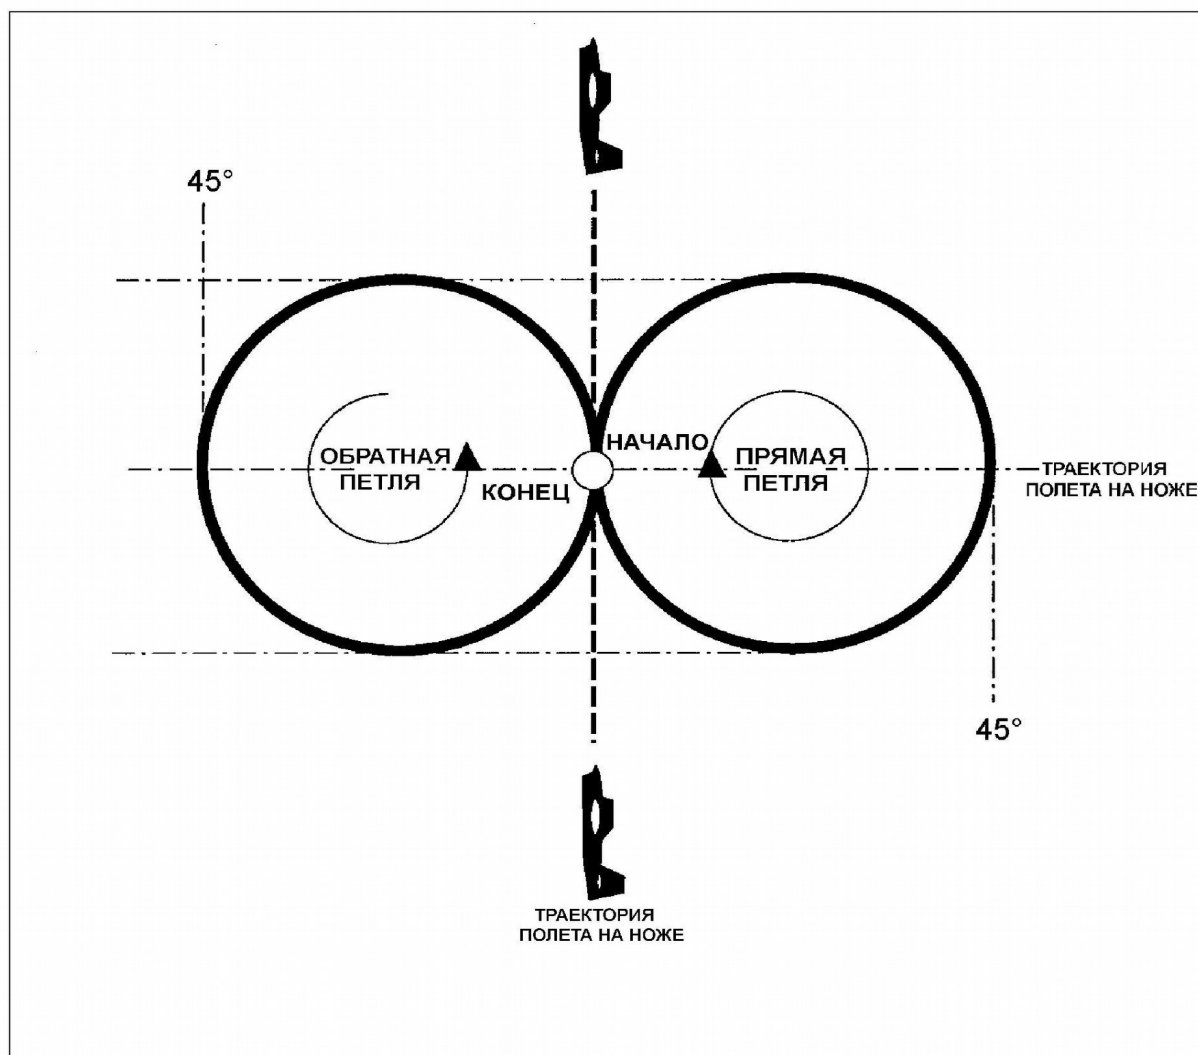 45°
НАЧАЛО
ОБРАТНАЯ
ПЕТЛЯ
ПРЯМАЯ
ПЕТЛЯ
КОНЕЦ
ТРАЕКТОРИЯ
ПОЛЕТА НА НОЖЕ
45°
ТРАЕКТОРИЯ
ПОЛЕТА НА НОЖЕ